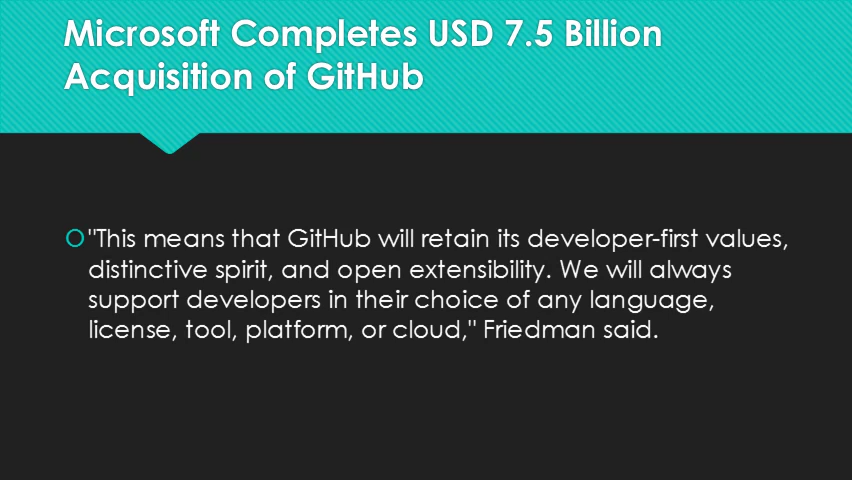 Microsoft Completes USD 7.5 Billion
Acquisition of GitHub
"This means that GitHub will retain its developer-first values,
distinctive spirit, and open extensibility. We will always
support developers in their choice of any language,
license, tool, platform, or cloud," Friedman said.